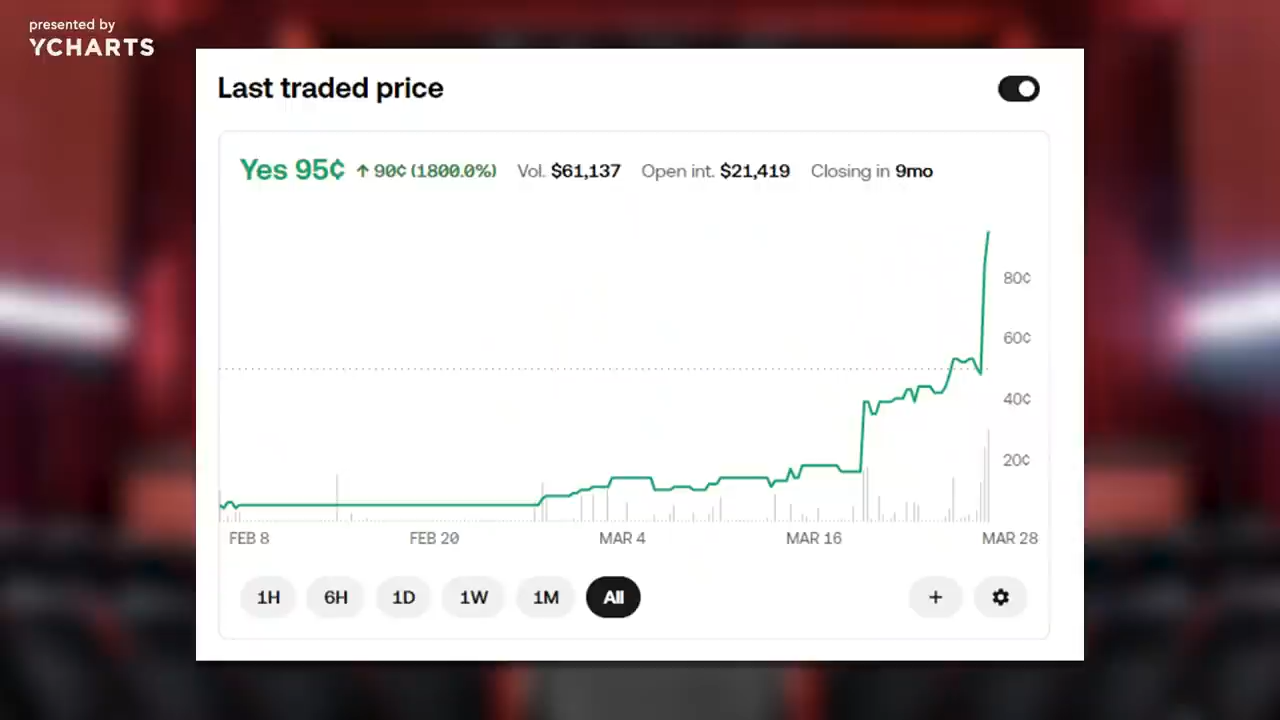 presented by
YCHARTS
Last traded price
Yes 95¢ ↑ 90¢ (1800.0%) Vol. $61,137 Open int. $21,419 Closing in 9mo
80¢
60¢
40¢
20¢
FEB 8 FEB 20 MAR 4 MAR 16 MAR 28
1H 6H 1D 1W 1M All +